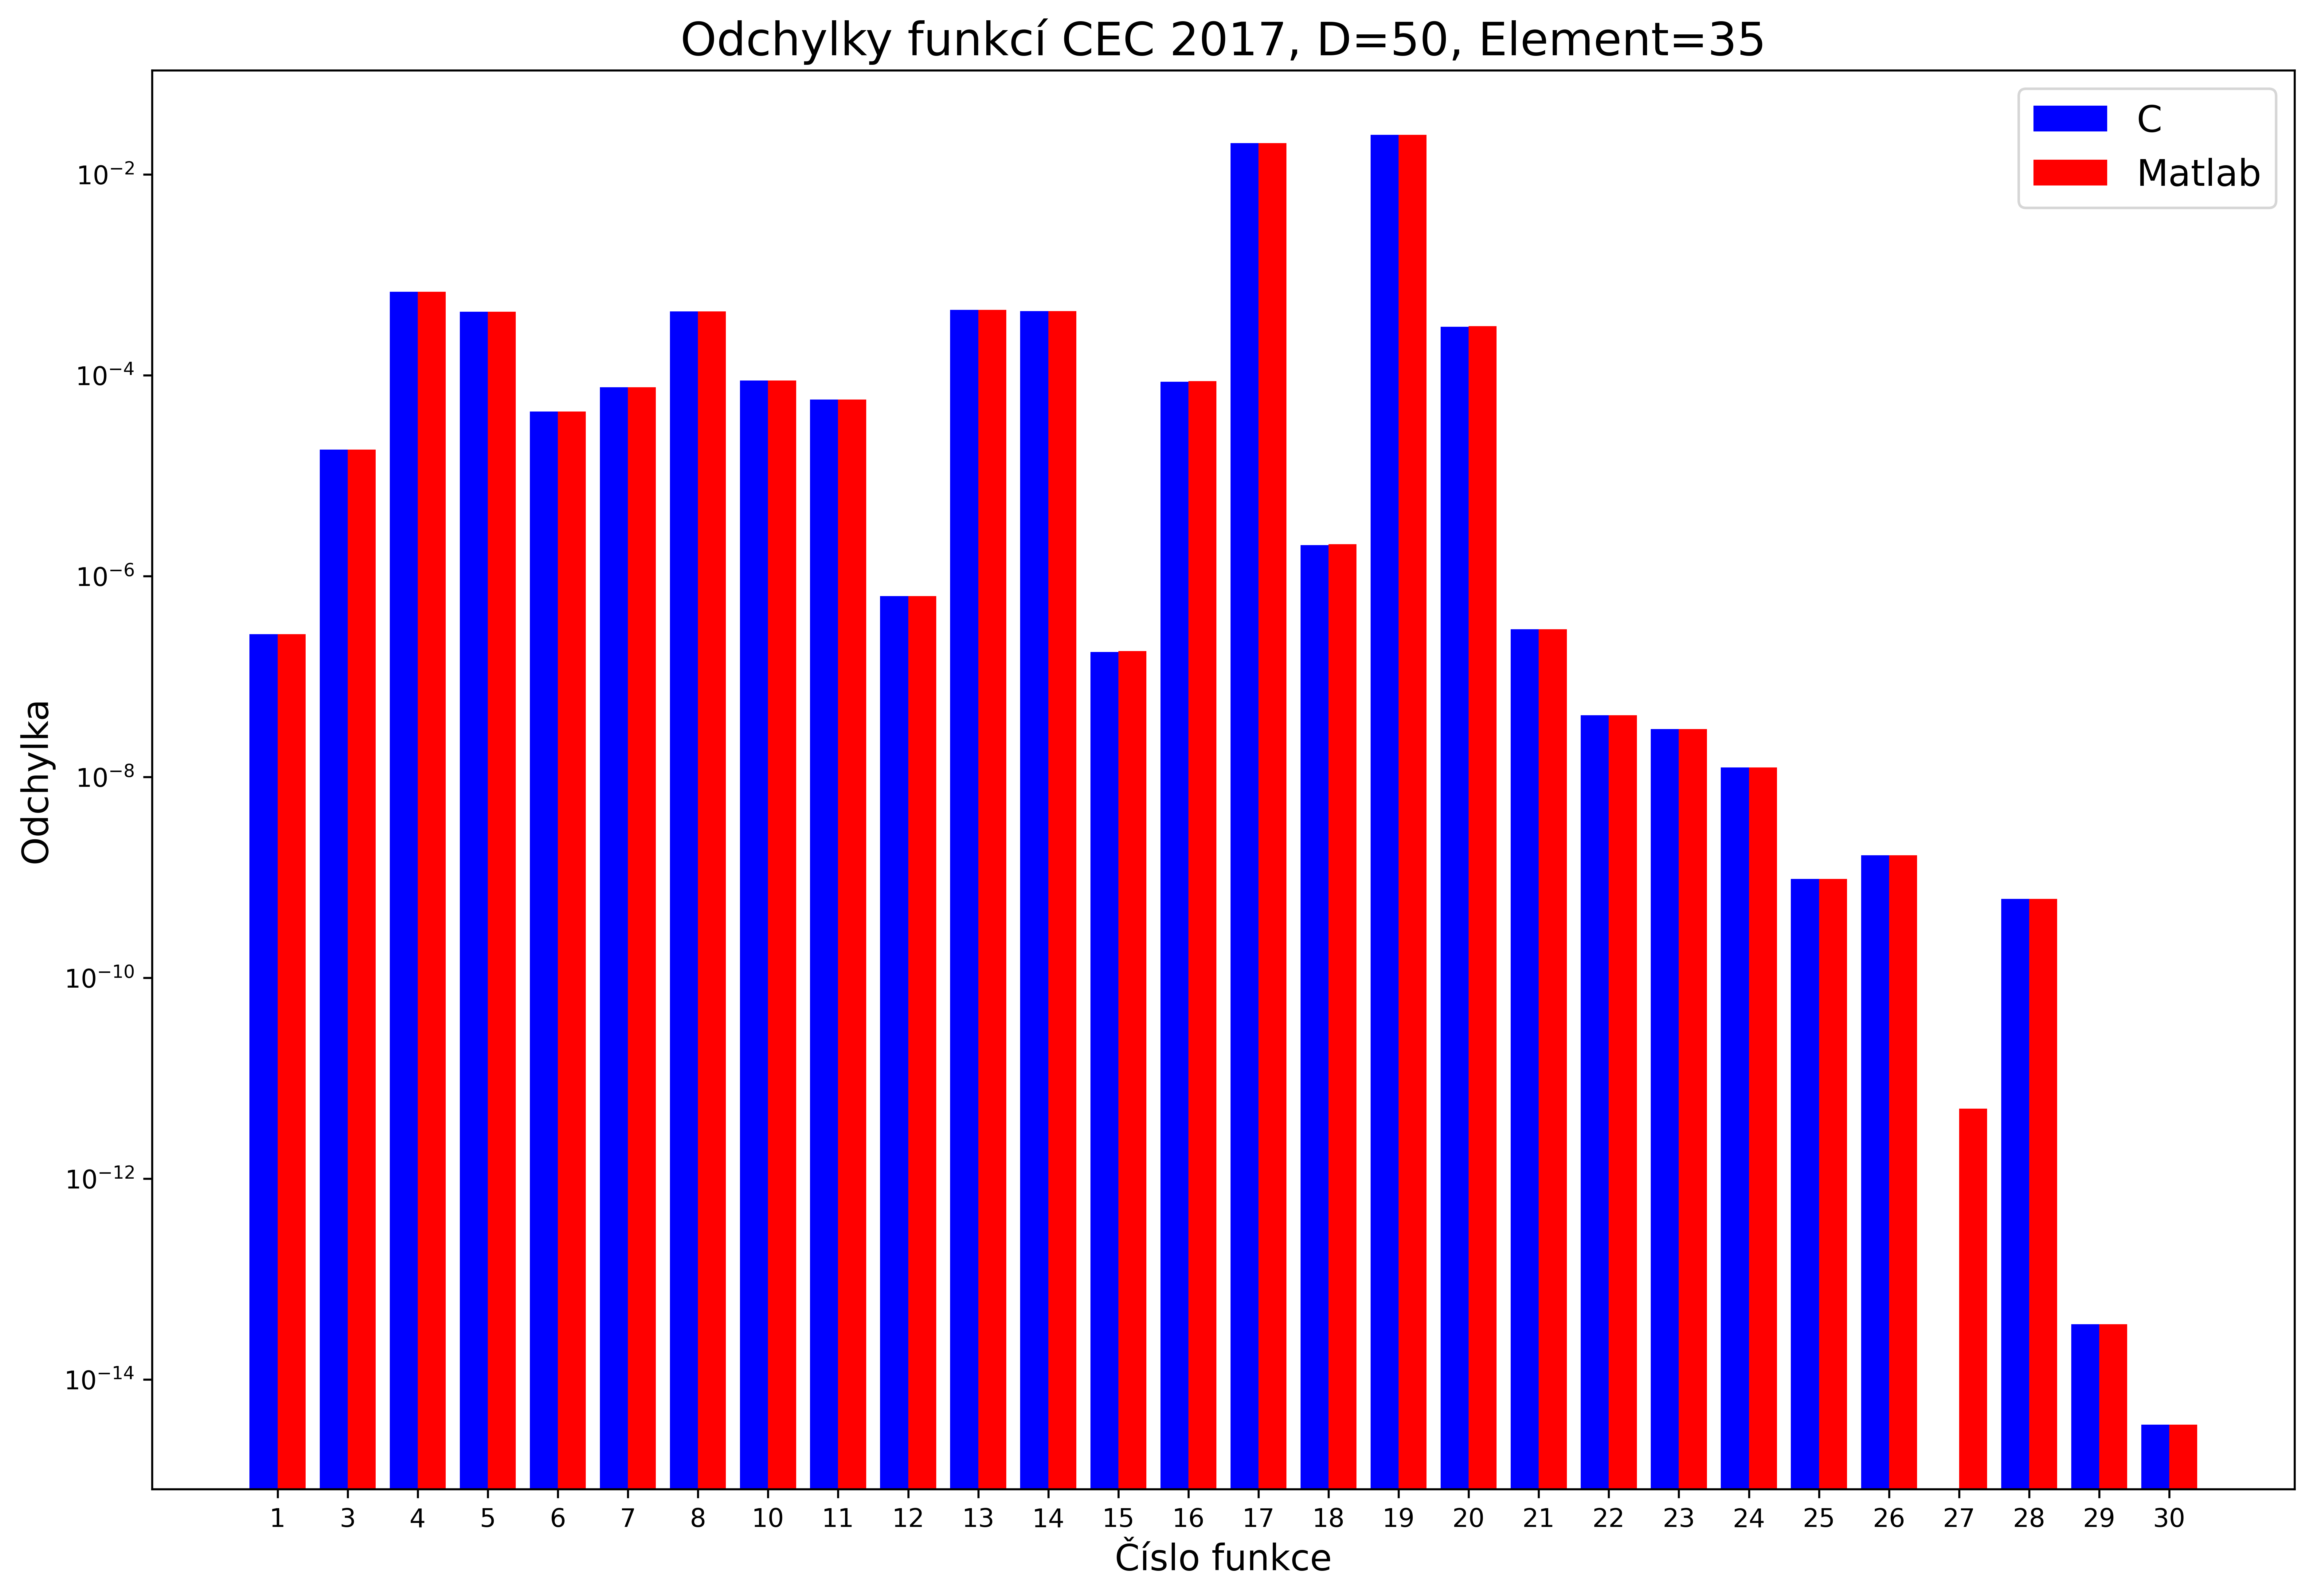 Odchylky funkcí CEC 2017, D=50, Element=35
C
Matlab
Odchylka
10⁻²
10⁻⁴
10⁻⁶
10⁻⁸
10⁻¹⁰
10⁻¹²
10⁻¹⁴
1 3 4 5 6 7 8 10 11 12 13 14 15 16 17 18 19 20 21 22 23 24 25 26 27 28 29 30
Číslo funkce